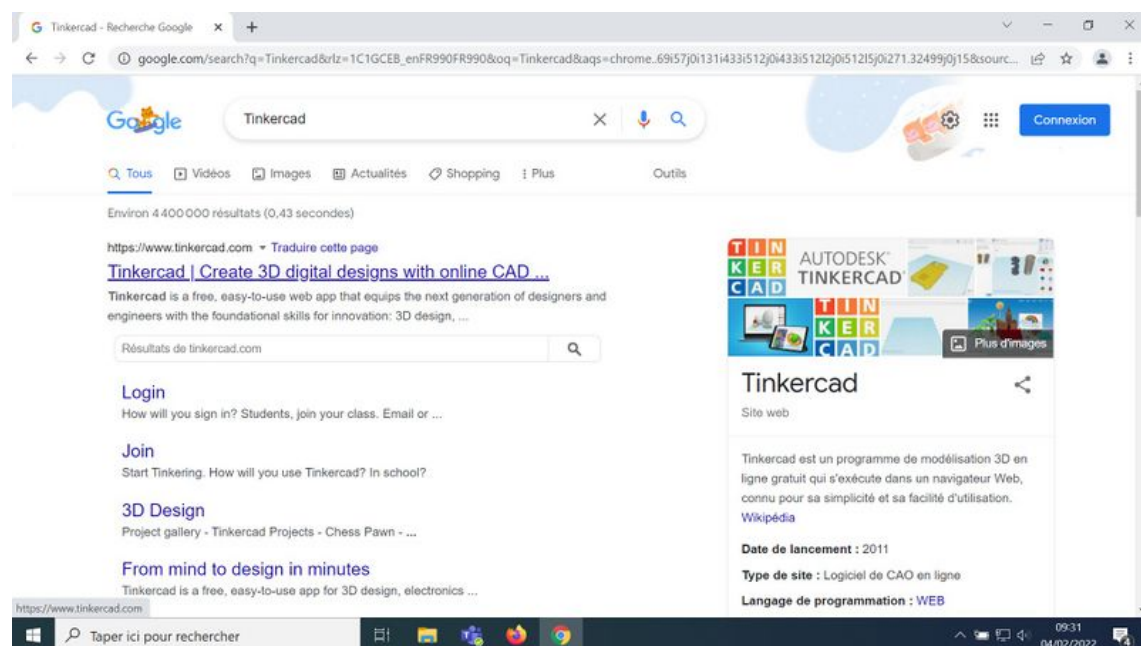 Tinkercad - Recherche Google
google.com/search?q=Tinkercad&rlz=1C1GCEB_enFR990FR990&oq=Tinkercad&aqs=chrome..69i57j0i131i433i512j0i433i512l2j0i512l5j0i271.32499j0j15&sourc...
Google
Tinkercad
Connexion
Tous Vidéos Images Actualités Shopping Plus Outils
Environ 4 400 000 résultats (0,43 secondes)
https://www.tinkercad.com Traduire cette page
Tinkercad | Create 3D digital designs with online CAD ...
Tinkercad is a free, easy-to-use web app that equips the next generation of designers and
engineers with the foundational skills for innovation: 3D design, ...
Résultats de tinkercad.com
Login
How will you sign in? Students, join your class. Email or ...
Join
Start Tinkering. How will you use Tinkercad? In school?
3D Design
Project gallery - Tinkercad Projects - Chess Pawn - ...
From mind to design in minutes
Tinkercad is a free, easy-to-use app for 3D design, electronics ...
https://www.tinkercad.com
TIN
KER
CAD
AUTODESK
TINKERCAD
TIN
KER
CAD
Plus d'images
Tinkercad
Site web
Tinkercad est un programme de modélisation 3D en
ligne gratuit qui s'exécute dans un navigateur Web,
connu pour sa simplicité et sa facilité d'utilisation.
Wikipédia
Date de lancement : 2011
Type de site : Logiciel de CAO en ligne
Langage de programmation : WEB
Taper ici pour rechercher
09:31
04/02/2022
4